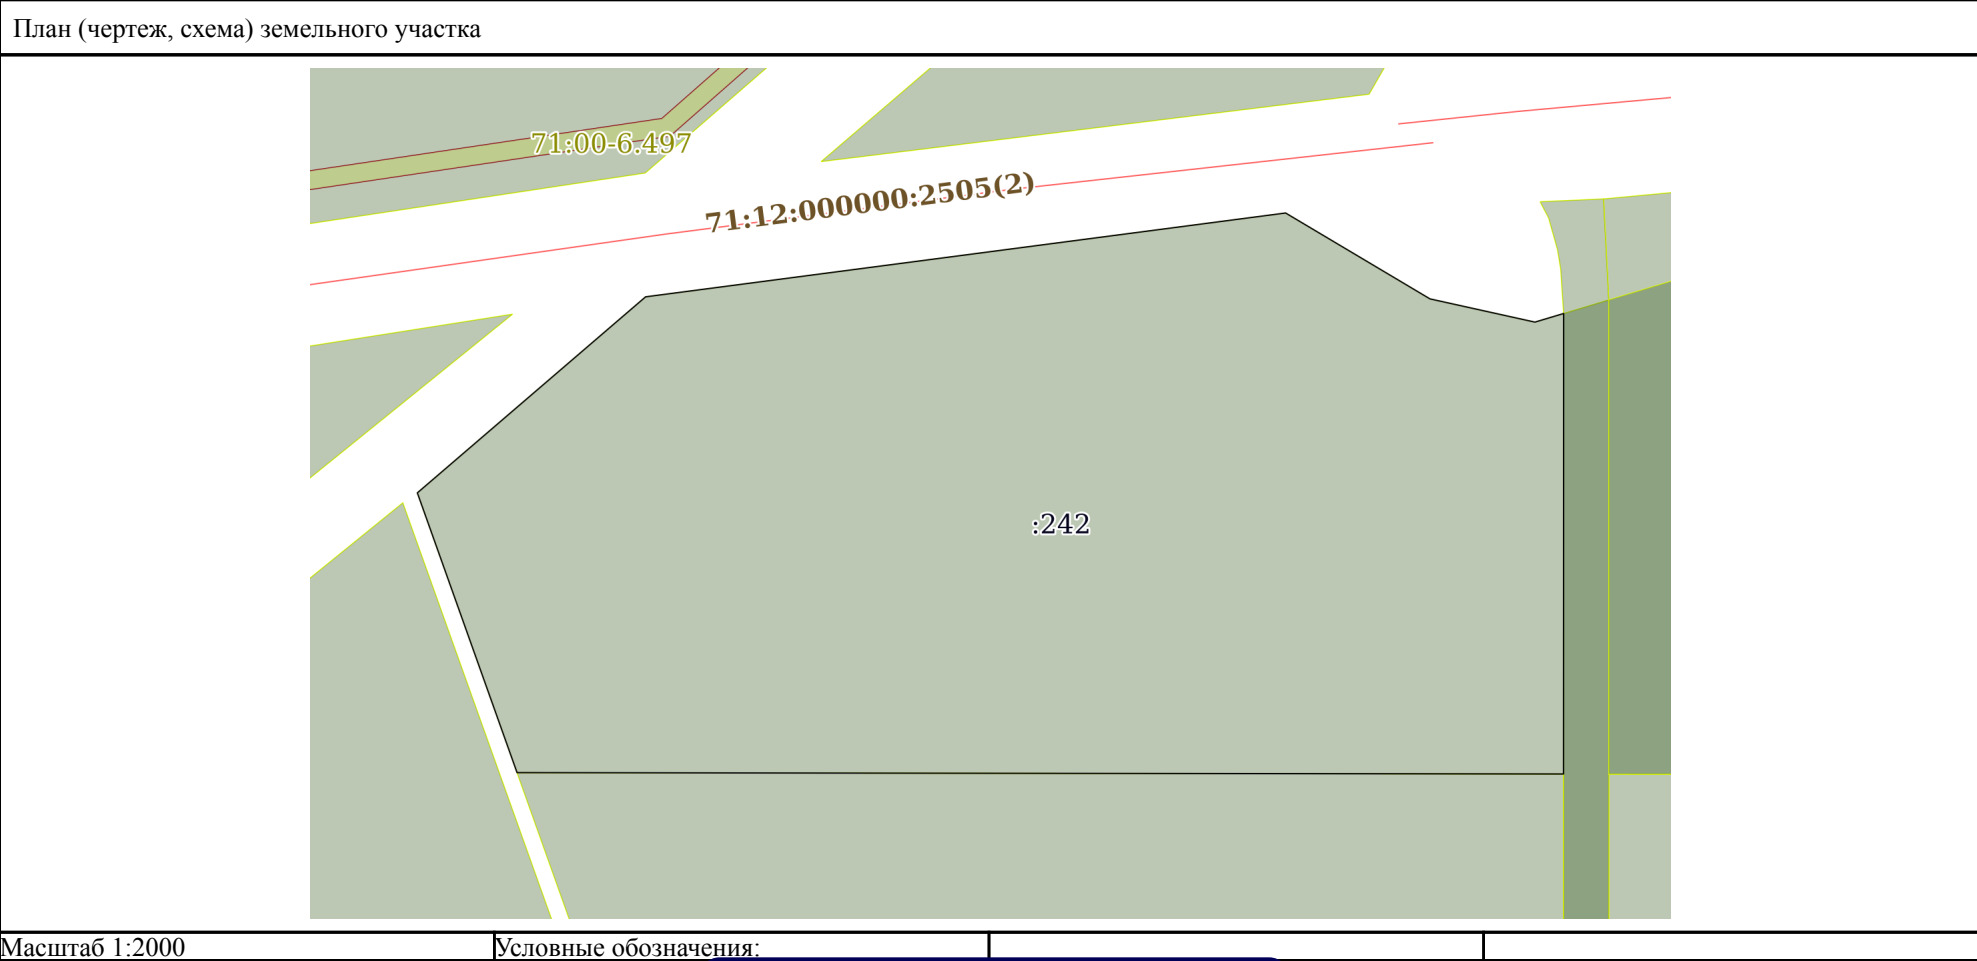 План (чертеж, схема) земельного участка
71:00-6.497
71:12:000000:2505(2)
:242
Масштаб 1:2000
Условные обозначения: